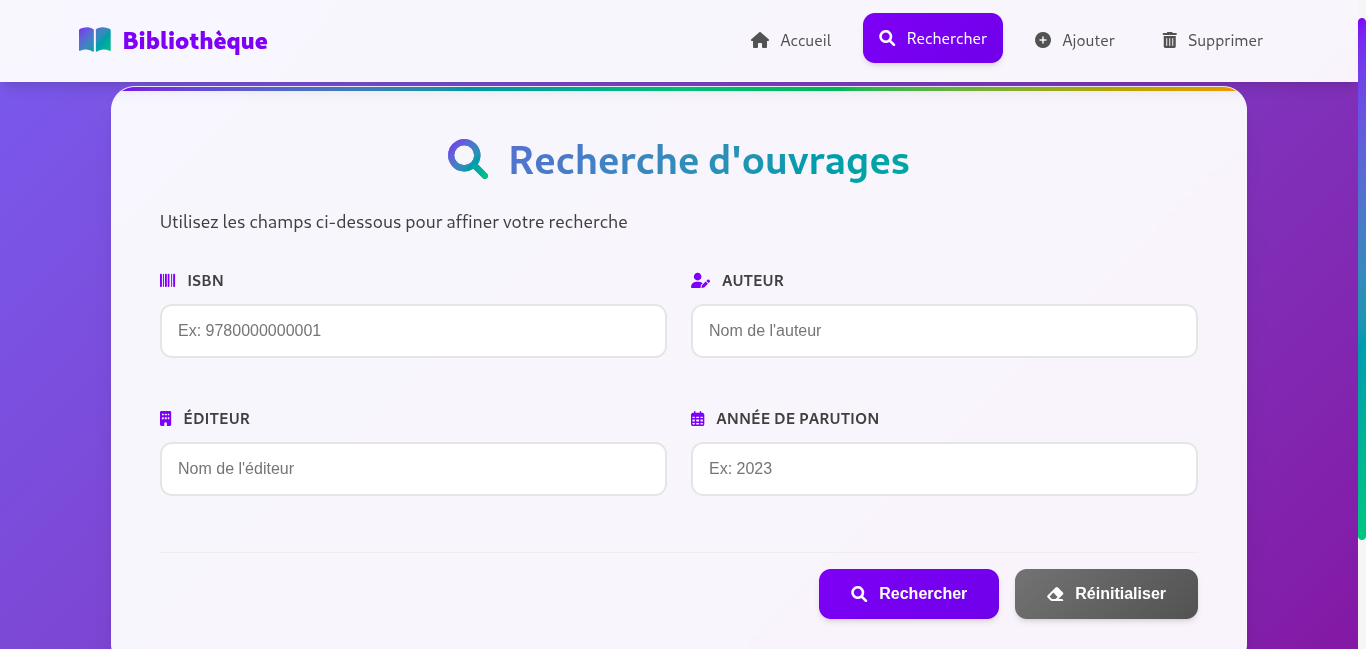 Bibliothèque
Accueil
Rechercher
Ajouter
Supprimer
Recherche d'ouvrages
Utilisez les champs ci-dessous pour affiner votre recherche
ISBN
AUTEUR
Ex: 9780000000001
Nom de l'auteur
ÉDITEUR
ANNÉE DE PARUTION
Nom de l'éditeur
Ex: 2023
Rechercher
Réinitialiser